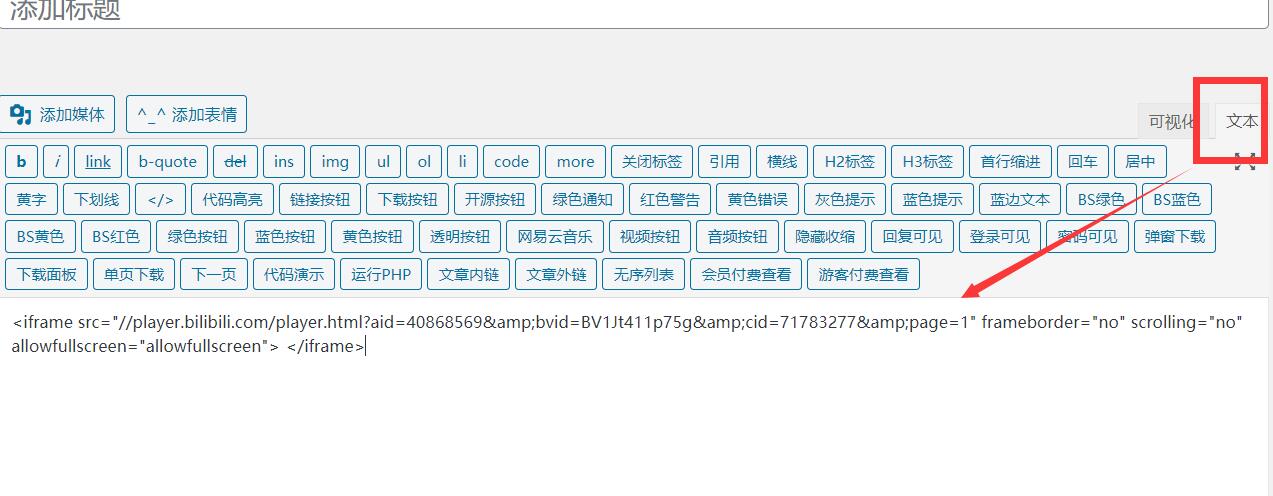 添加标题
添加媒体 ^_^ 添加表情 可视化 文本
b i link b-quote del ins img ul ol li code more 关闭标签 引用 横线 H2标签 H3标签 首行缩进 回车 居中
黄字 下划线 </> 代码高亮 链接按钮 下载按钮 开源按钮 绿色通知 红色警告 黄色错误 灰色提示 蓝色提示 蓝边文本 BS绿色 BS蓝色
BS黄色 BS红色 绿色按钮 蓝色按钮 黄色按钮 透明按钮 网易云音乐 视频按钮 音频按钮 隐藏收缩 回复可见 登录可见 密码可见 弹窗下载
下载面板 单页下载 下一页 代码演示 运行PHP 文章内链 文章外链 无序列表 会员付费查看 游客付费查看
<iframe src="//player.bilibili.com/player.html?aid=40868569&amp;bvid=BV1Jt411p75g&amp;cid=71783277&amp;page=1" frameborder="no" scrolling="no"
allowfullscreen="allowfullscreen"> </iframe>